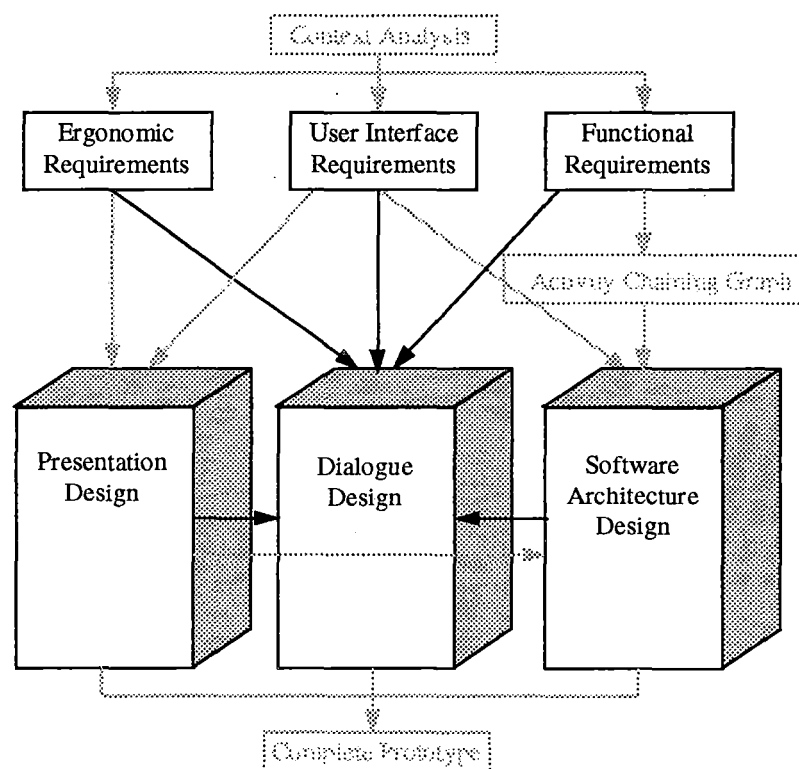 Context Analysis
Ergonomic
Requirements
User Interface
Requirements
Functional
Requirements
Activity Chaining Graph
Presentation
Design
Dialogue
Design
Software
Architecture
Design
Complete Prototype